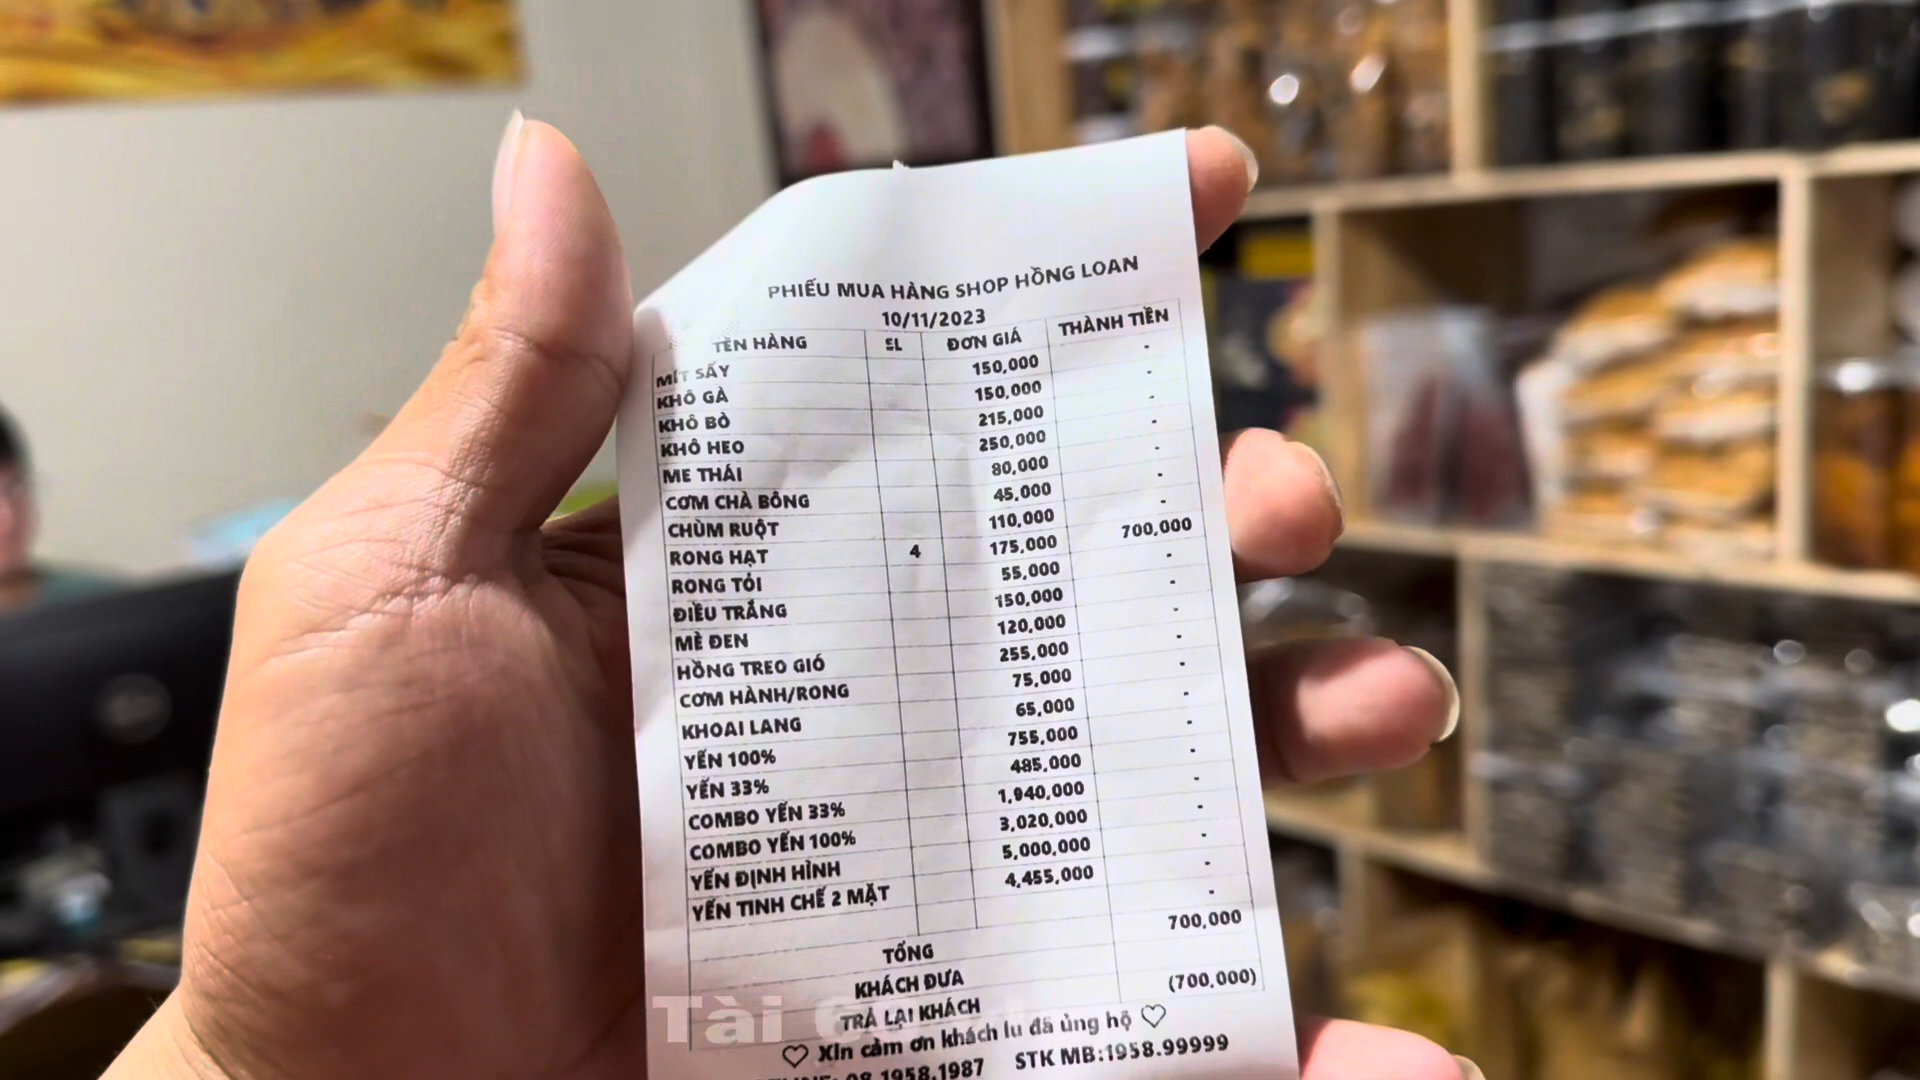 PHIẾU MUA HÀNG SHOP HỒNG LOAN
10/11/2023
TÊN HÀNG SL ĐƠN GIÁ THÀNH TIỀN
MÍT SẤY 150,000 -
KHÔ GÀ 150,000 -
KHÔ BÒ 215,000 -
KHÔ HEO 250,000 -
ME THÁI 80,000 -
CƠM CHÀ BÔNG 45,000 -
CHÙM RUỘT 110,000 -
RONG HẠT 4 175,000 700,000
RONG TỎI 55,000 -
ĐIỀU TRẮNG 150,000 -
MÈ ĐEN 120,000 -
HỒNG TREO GIÓ 255,000 -
CƠM HÀNH/RONG 75,000 -
KHOAI LANG 65,000 -
YẾN 100% 755,000 -
YẾN 33% 485,000 -
COMBO YẾN 33% 1,940,000 -
COMBO YẾN 100% 3,020,000 -
YẾN ĐỊNH HÌNH 5,000,000 -
YẾN TINH CHẾ 2 MẶT 4,455,000 -
-
TỔNG 700,000
KHÁCH ĐƯA
TRẢ LẠI KHÁCH (700,000)
♡ Xin cảm ơn khách iu đã ủng hộ ♡
08.1958.1987 STK MB:1958.99999
Tài